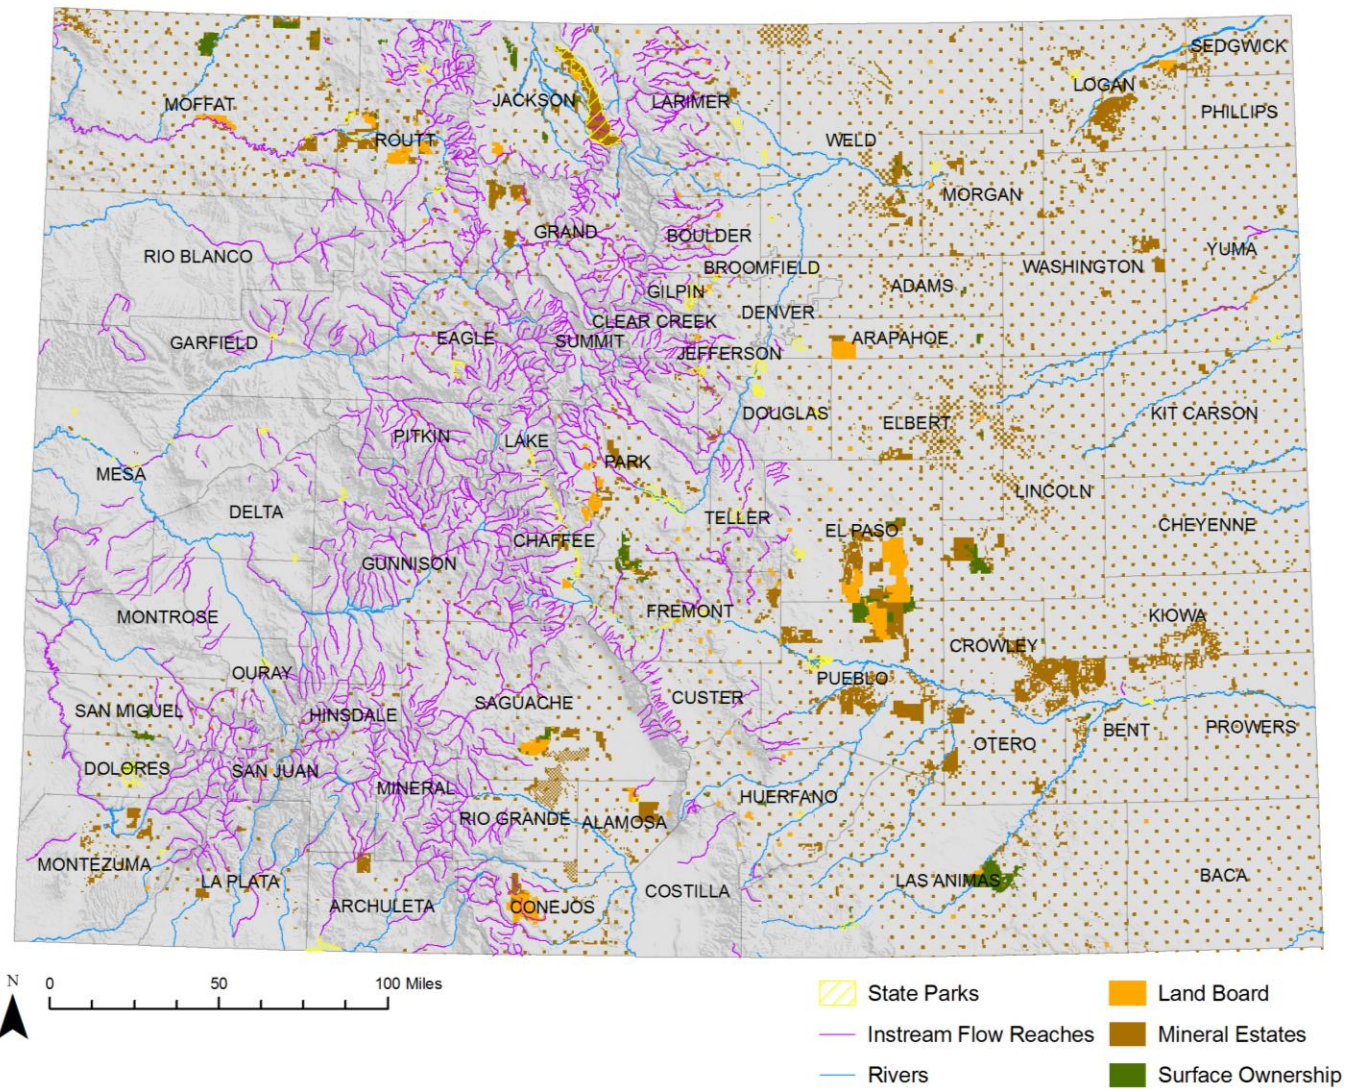 SEDGWICK
LOGAN
MOFFAT
JACKSON
LARIMER
PHILLIPS
ROUTT
WELD
MORGAN
GRAND
BOULDER
YUMA
RIO BLANCO
BROOMFIELD
WASHINGTON
GILPIN
ADAMS
DENVER
CLEAR CREEK
GARFIELD
EAGLE
SUMMIT
ARAPAHOE
JEFFERSON
DOUGLAS
KIT CARSON
ELBERT
PITKIN
LAKE
PARK
MESA
LINCOLN
DELTA
TELLER
CHEYENNE
EL PASO
CHAFFEE
GUNNISON
FREMONT
MONTROSE
KIOWA
CROWLEY
OURAY
PUEBLO
SAGUACHE
CUSTER
SAN MIGUEL
HINSDALE
PROWERS
BENT
OTERO
DOLORES
SAN JUAN
MINERAL
HUERFANO
RIO GRANDE
ALAMOSA
MONTEZUMA
LA PLATA
LAS ANIMAS
BACA
COSTILLA
ARCHULETA
CONEJOS
N
0 50 100 Miles
State Parks
Land Board
Instream Flow Reaches
Mineral Estates
Rivers
Surface Ownership